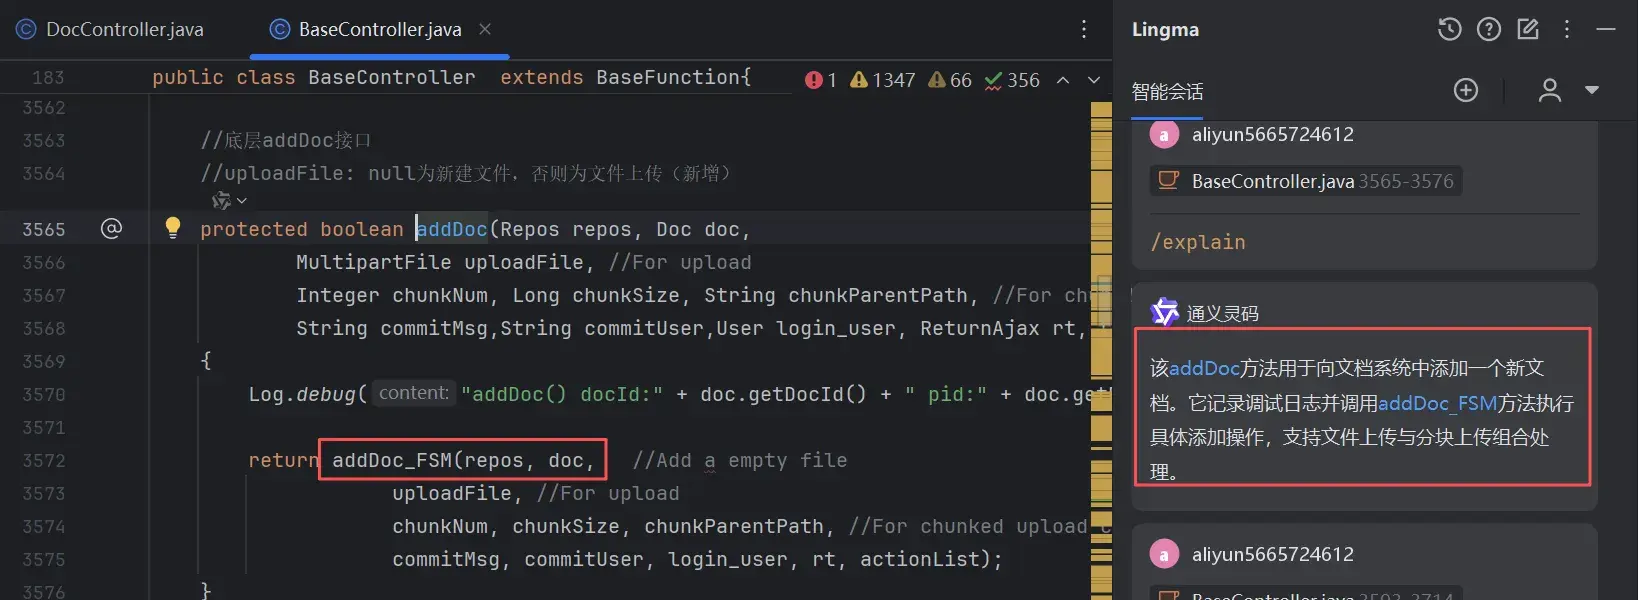 DocController.java
BaseController.java
183 public class BaseController extends BaseFunction{
1 1347 66 356
3562
3563 //底层addDoc接口
3564 //uploadFile: null为新建文件，否则为文件上传（新增）
3565 protected boolean addDoc(Repos repos, Doc doc,
3566 MultipartFile uploadFile, //For upload
3567 Integer chunkNum, Long chunkSize, String chunkParentPath, //For
3568 String commitMsg,String commitUser,User login_user, ReturnAjax rt,
3569 {
3570 Log.debug( content: "addDoc() docId:" + doc.getDocId() + " pid:" +
3571
3572 return addDoc_FSM(repos, doc, //Add a empty file
3573 uploadFile, //For upload
3574 chunkNum, chunkSize, chunkParentPath, //For chunked upload
3575 commitMsg, commitUser, login_user, rt, actionList);
3576 }
Lingma
智能会话
a aliyun5665724612
BaseController.java 3565-3576
/explain
通义灵码
该addDoc方法用于向文档系统中添加一个新文
档。它记录调试日志并调用addDoc_FSM方法执行
具体添加操作，支持文件上传与分块上传组合处
理。
a aliyun5665724612
BaseController.java